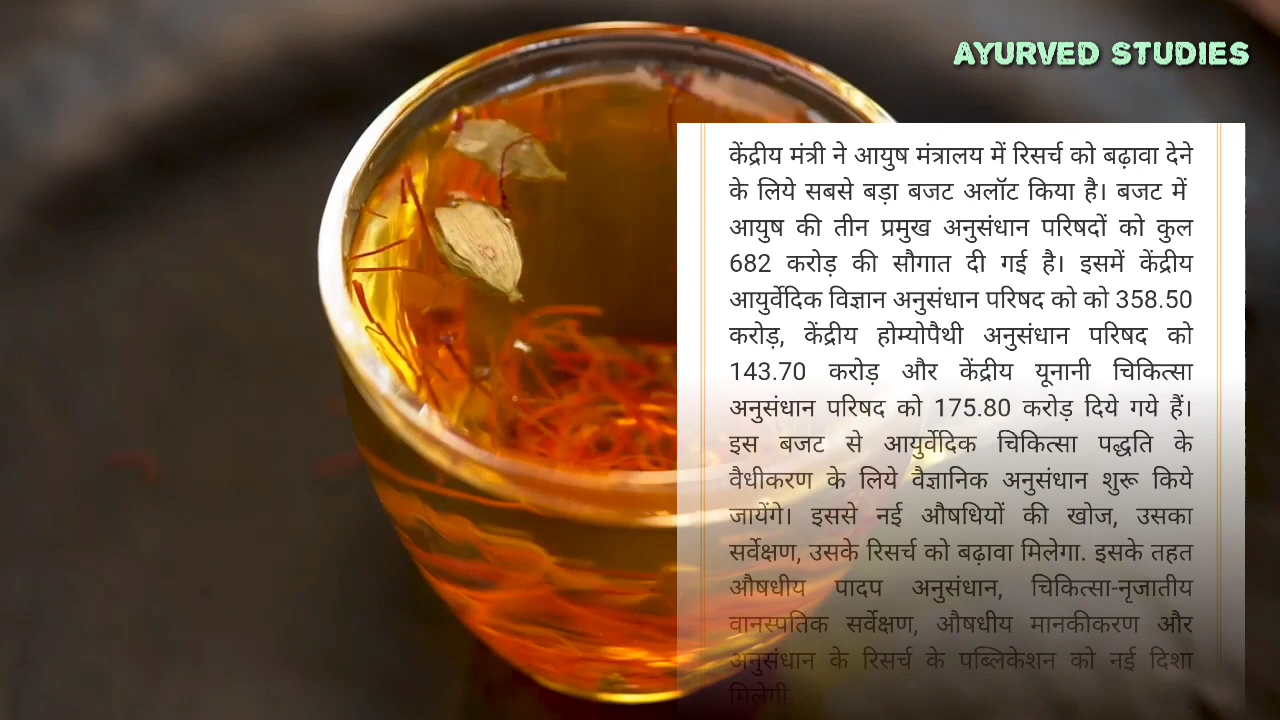 AYURVED STUDIES
केंद्रीय मंत्री ने आयुष मंत्रालय में रिसर्च को बढ़ावा देने
के लिये सबसे बड़ा बजट अलॉट किया है। बजट में
आयुष की तीन प्रमुख अनुसंधान परिषदों को कुल
682 करोड़ की सौगात दी गई है। इसमें केंद्रीय
आयुर्वेदिक विज्ञान अनुसंधान परिषद को को 358.50
करोड़, केंद्रीय होम्योपैथी अनुसंधान परिषद को
143.70 करोड़ और केंद्रीय यूनानी चिकित्सा
अनुसंधान परिषद को 175.80 करोड़ दिये गये हैं।
इस बजट से आयुर्वेदिक चिकित्सा पद्धति के
वैधीकरण के लिये वैज्ञानिक अनुसंधान शुरू किये
जायेंगे। इससे नई औषधियों की खोज, उसका
सर्वेक्षण, उसके रिसर्च को बढ़ावा मिलेगा. इसके तहत
औषधीय पादप अनुसंधान, चिकित्सा-नृजातीय
वानस्पतिक सर्वेक्षण, औषधीय मानकीकरण और
अनुसंधान के रिसर्च के पब्लिकेशन को नई दिशा
मिलेगी